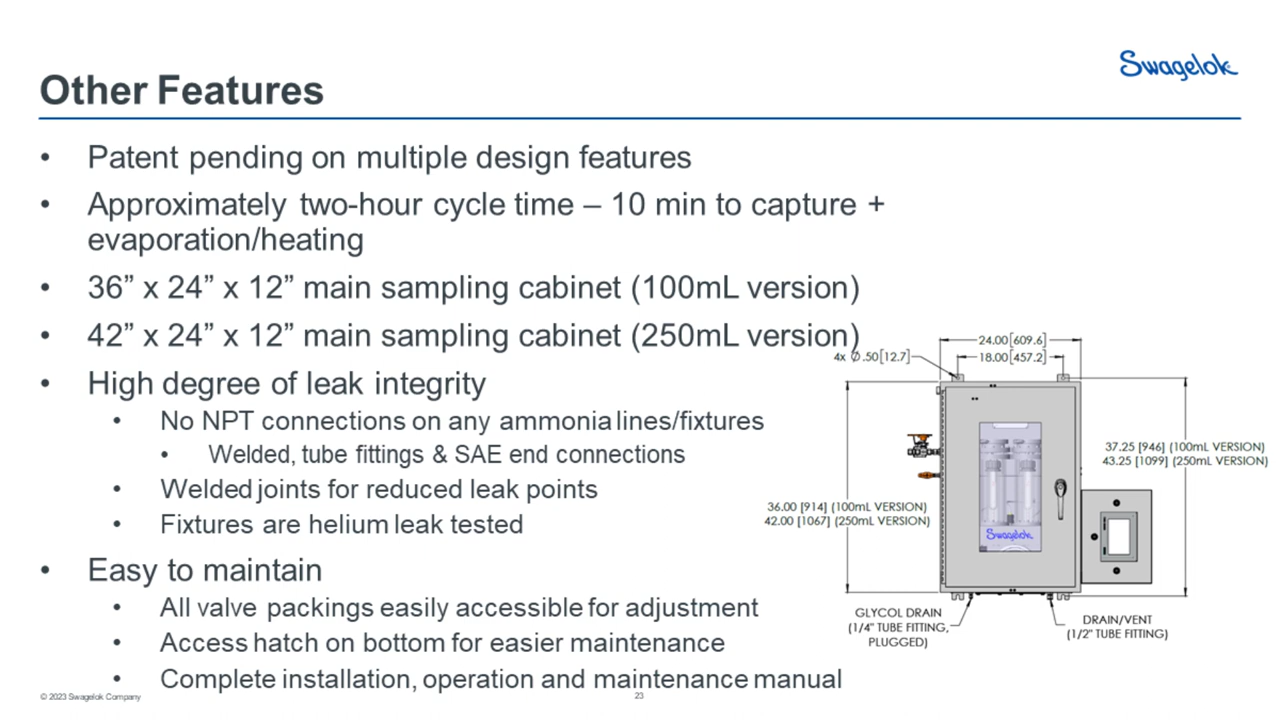 Swagelok
Other Features
• Patent pending on multiple design features
• Approximately two-hour cycle time – 10 min to capture +
evaporation/heating
• 36” x 24” x 12” main sampling cabinet (100mL version)
• 42” x 24” x 12” main sampling cabinet (250mL version)
• High degree of leak integrity
• No NPT connections on any ammonia lines/fixtures
• Welded, tube fittings & SAE end connections
• Welded joints for reduced leak points
• Fixtures are helium leak tested
• Easy to maintain
• All valve packings easily accessible for adjustment
• Access hatch on bottom for easier maintenance
• Complete installation, operation and maintenance manual
24.00[609.6]
18.00[457.2]
4x Ø.50[12.7]
37.25 [946] (100mL VERSION)
43.25 [1099] (250mL VERSION)
36.00 [914] (100mL VERSION)
42.00 [1067] (250mL VERSION)
Swagelok
GLYCOL DRAIN
(1/4" TUBE FITTING,
PLUGGED)
DRAIN/VENT
(1/2" TUBE FITTING)
© 2023 Swagelok Company
23